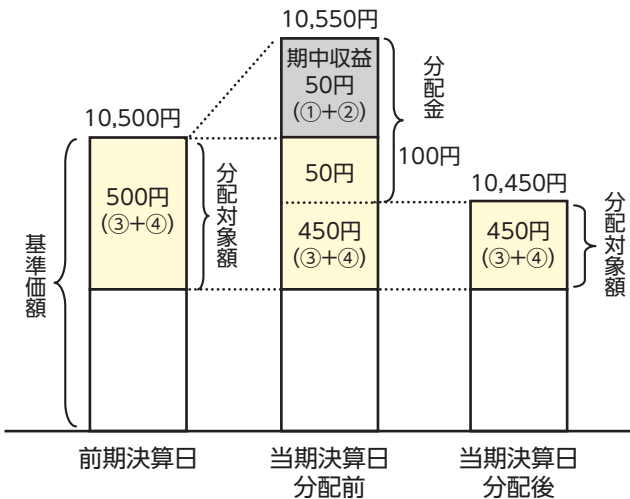 10,550円
期中収益
50円
(①+②)
分配金
10,500円
100円
500円
(③+④)
分配対象額
50円
10,450円
450円
(③+④)
450円
(③+④)
分配対象額
基準価額
前期決算日
当期決算日
分配前
当期決算日
分配後